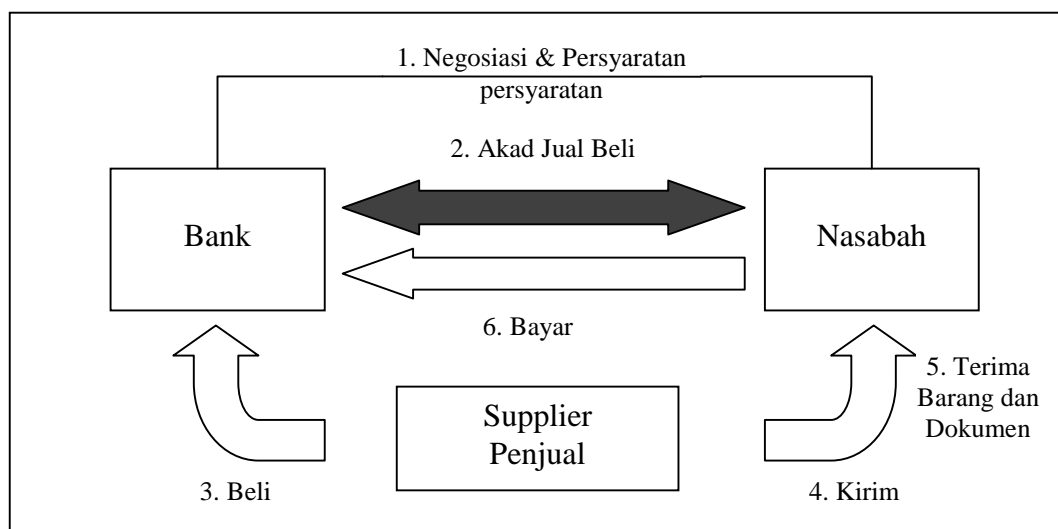 1. Negosiasi & Persyaratan
persyaratan
2. Akad Jual Beli
Bank
Nasabah
6. Bayar
5. Terima
Barang dan
Dokumen
Supplier
Penjual
3. Beli
4. Kirim